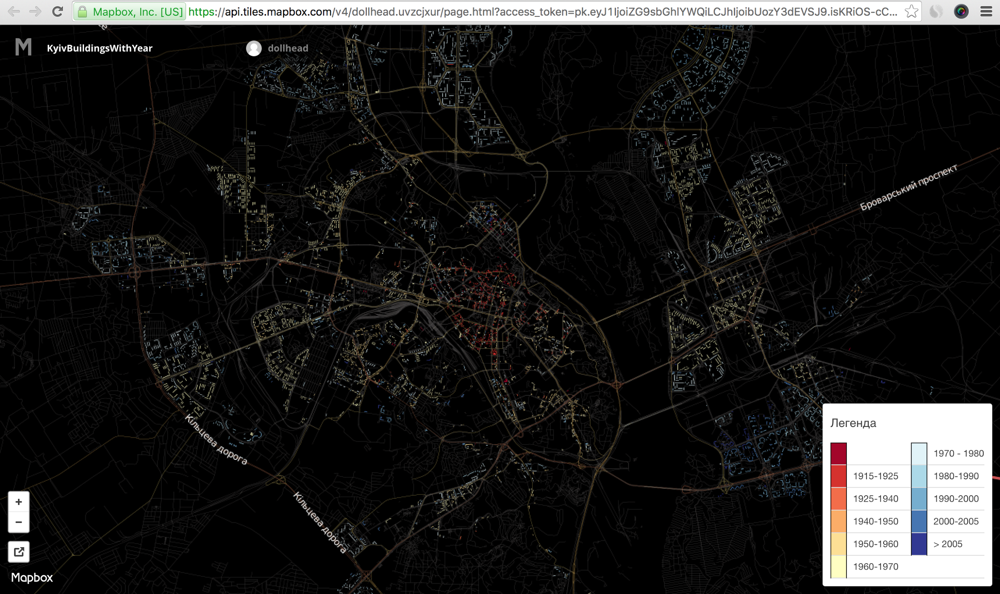 Mapbox, Inc. [US]
https://api.tiles.mapbox.com/v4/dollhead.uvzcjxur/page.html?access_token=pk.eyJ1IjoiZG9sbGhlYWQiLCJhIjoibUozY3dEVSJ9.isKRiOS-cC...
M KyivBuildingsWithYear
dollhead
Броварський проспект
Кільцева дорога
Кільцева дорога
Легенда
1970 - 1980
1915-1925
1980-1990
1925-1940
1990-2000
1940-1950
2000-2005
1950-1960
> 2005
1960-1970
+
−
Mapbox